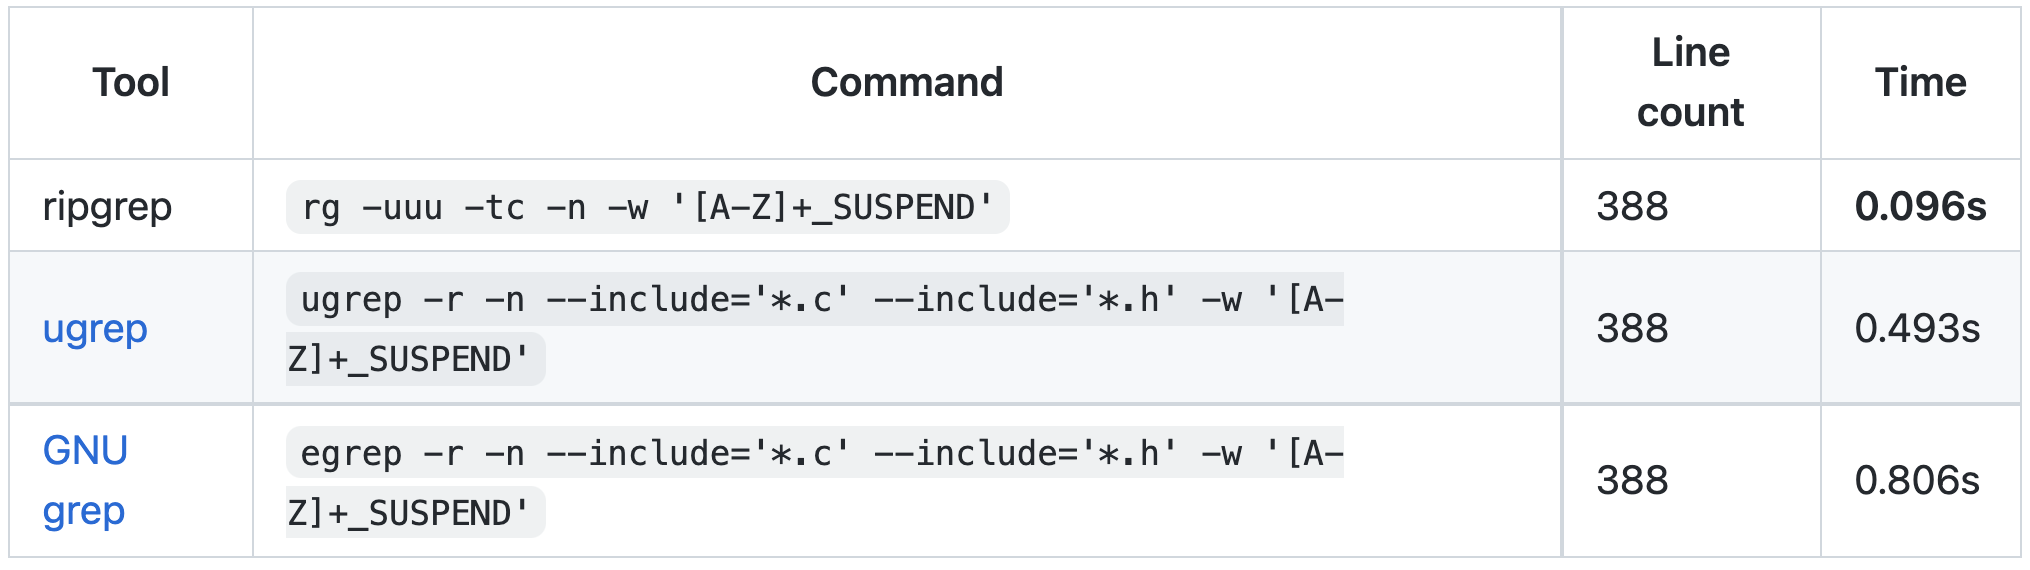 Tool Command Line count Time
ripgrep rg -uuu -tc -n -w '[A-Z]+_SUSPEND' 388 0.096s
ugrep ugrep -r -n --include='*.c' --include='*.h' -w '[A-
Z]+_SUSPEND' 388 0.493s
GNU grep egrep -r -n --include='*.c' --include='*.h' -w '[A-
Z]+_SUSPEND' 388 0.806s